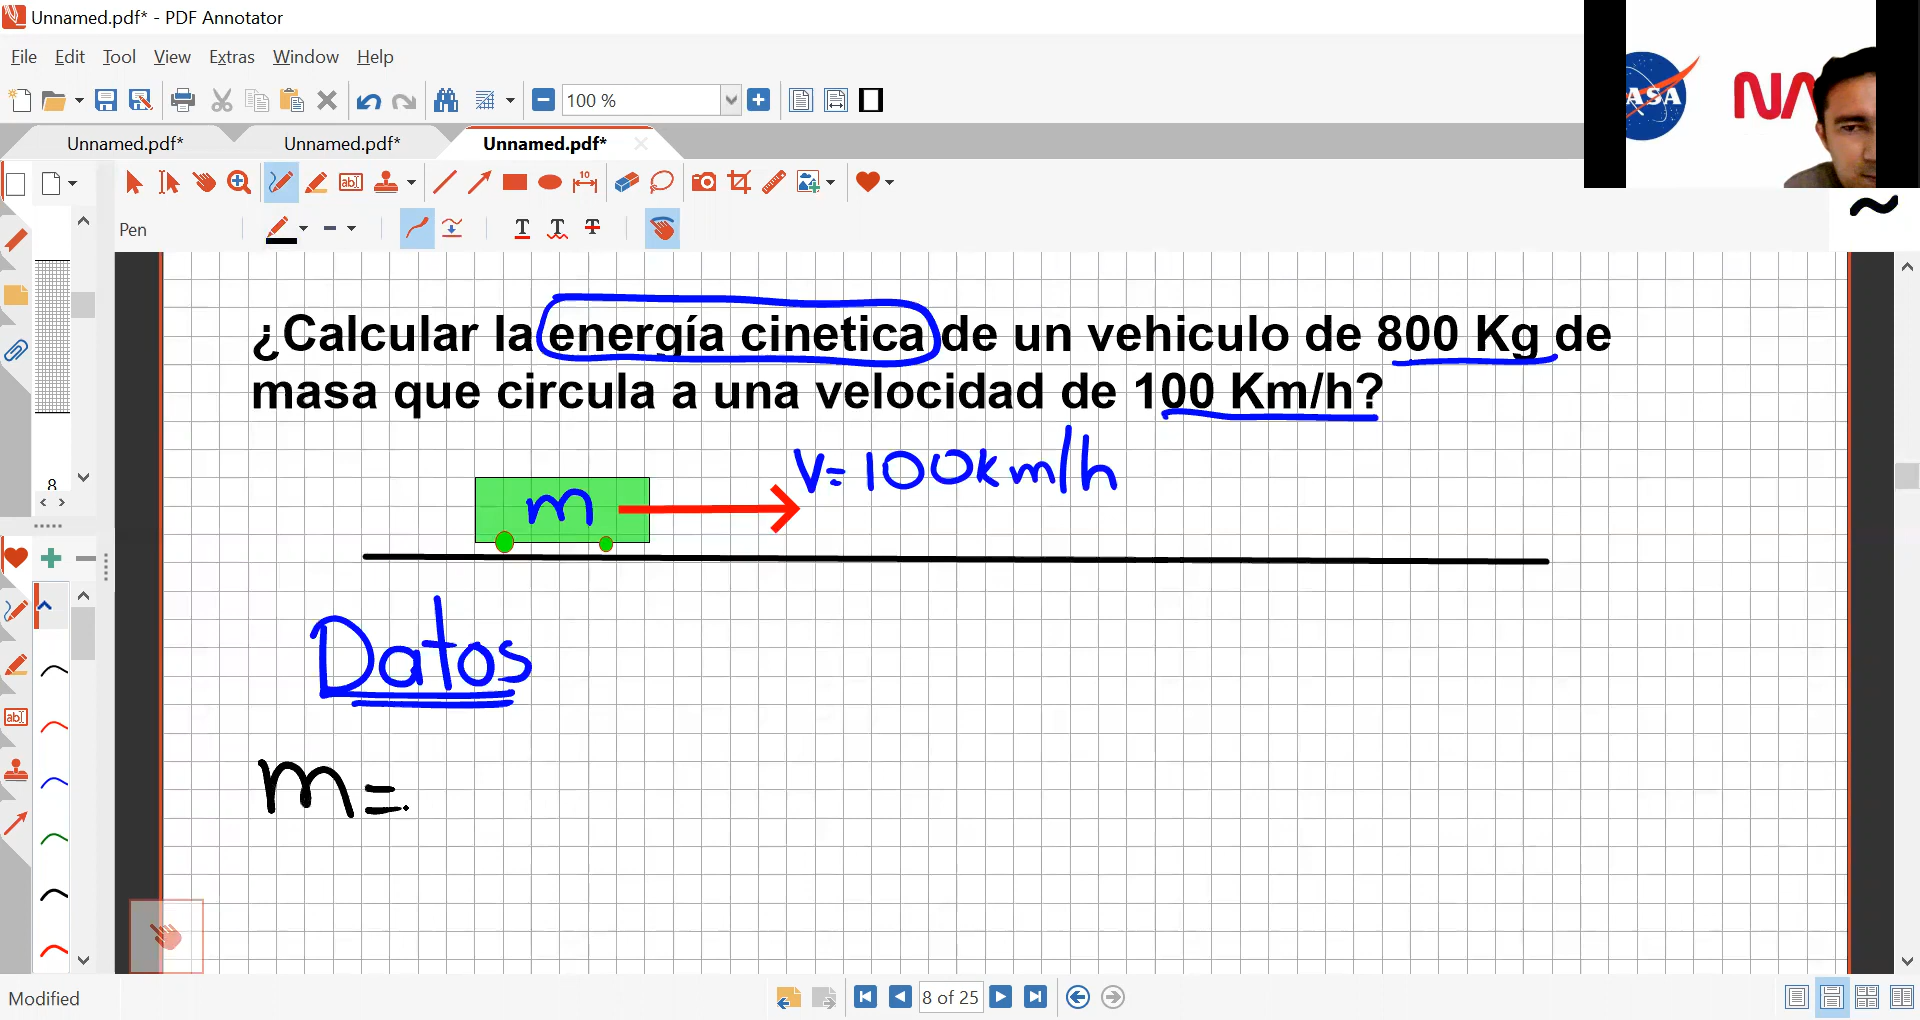 Unnamed.pdf* - PDF Annotator
File Edit Tool View Extras Window Help
100 %
Unnamed.pdf* Unnamed.pdf* Unnamed.pdf*
Pen
¿Calcular la energía cinetica de un vehiculo de 800 Kg de
masa que circula a una velocidad de 100 Km/h?
V= 100km/h
m
Datos
m=
8
Modified
8 of 25